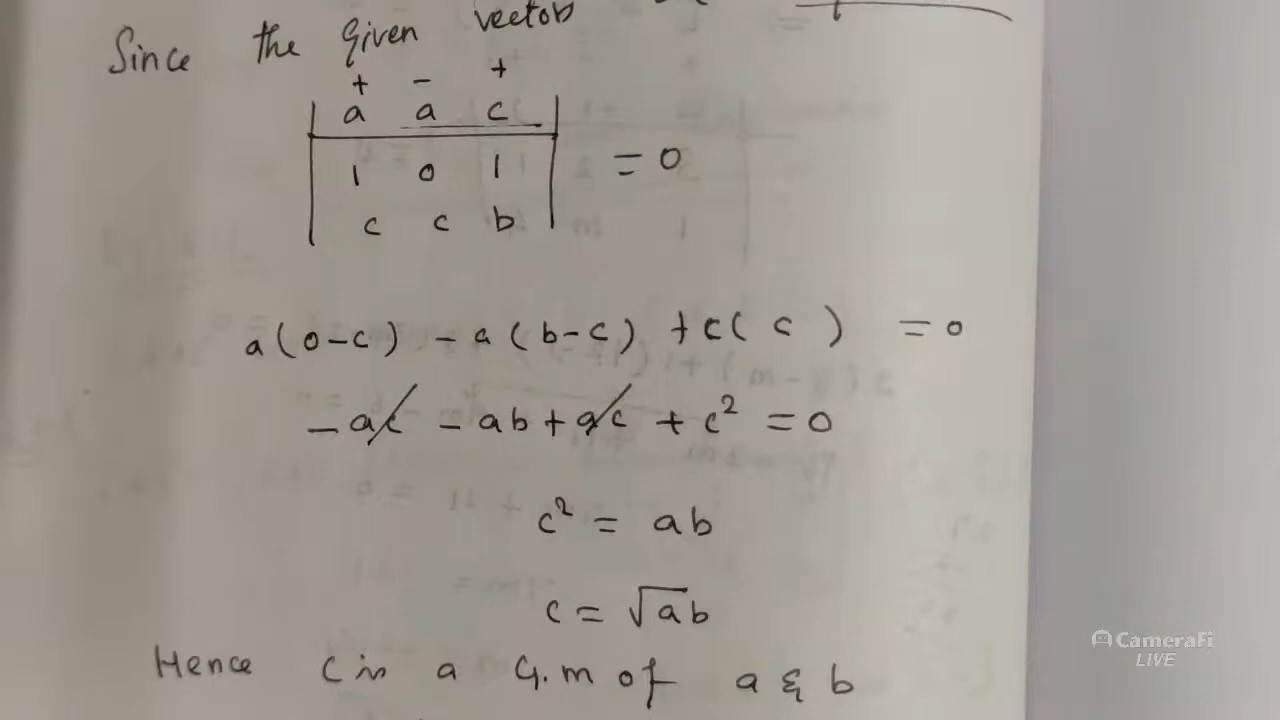 Since the given vector
+ - +
a a c
1 0 1 = 0
c c b
a(0-c) - a(b-c) + c( c ) = 0
- ac - ab + ac + c² = 0
c² = ab
c = √ab
Hence C is a G.m of a & b
CameraFi
LIVE